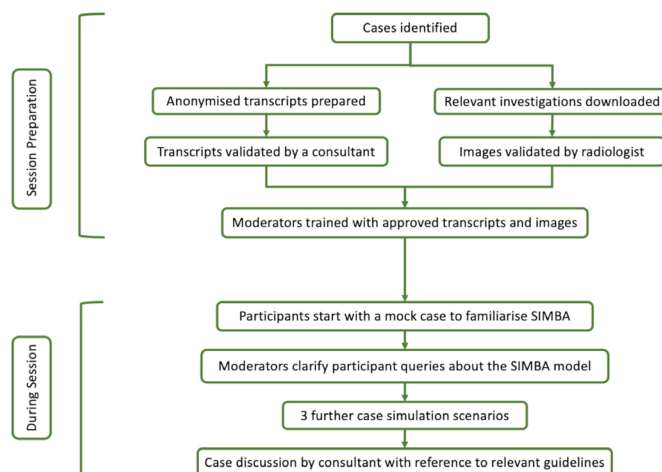 Cases identified
Session Preparation
Anonymised transcripts prepared
Relevant investigations downloaded
Transcripts validated by a consultant
Images validated by radiologist
Moderators trained with approved transcripts and images
During Session
Participants start with a mock case to familiarise SIMBA
Moderators clarify participant queries about the SIMBA model
3 further case simulation scenarios
Case discussion by consultant with reference to relevant guidelines